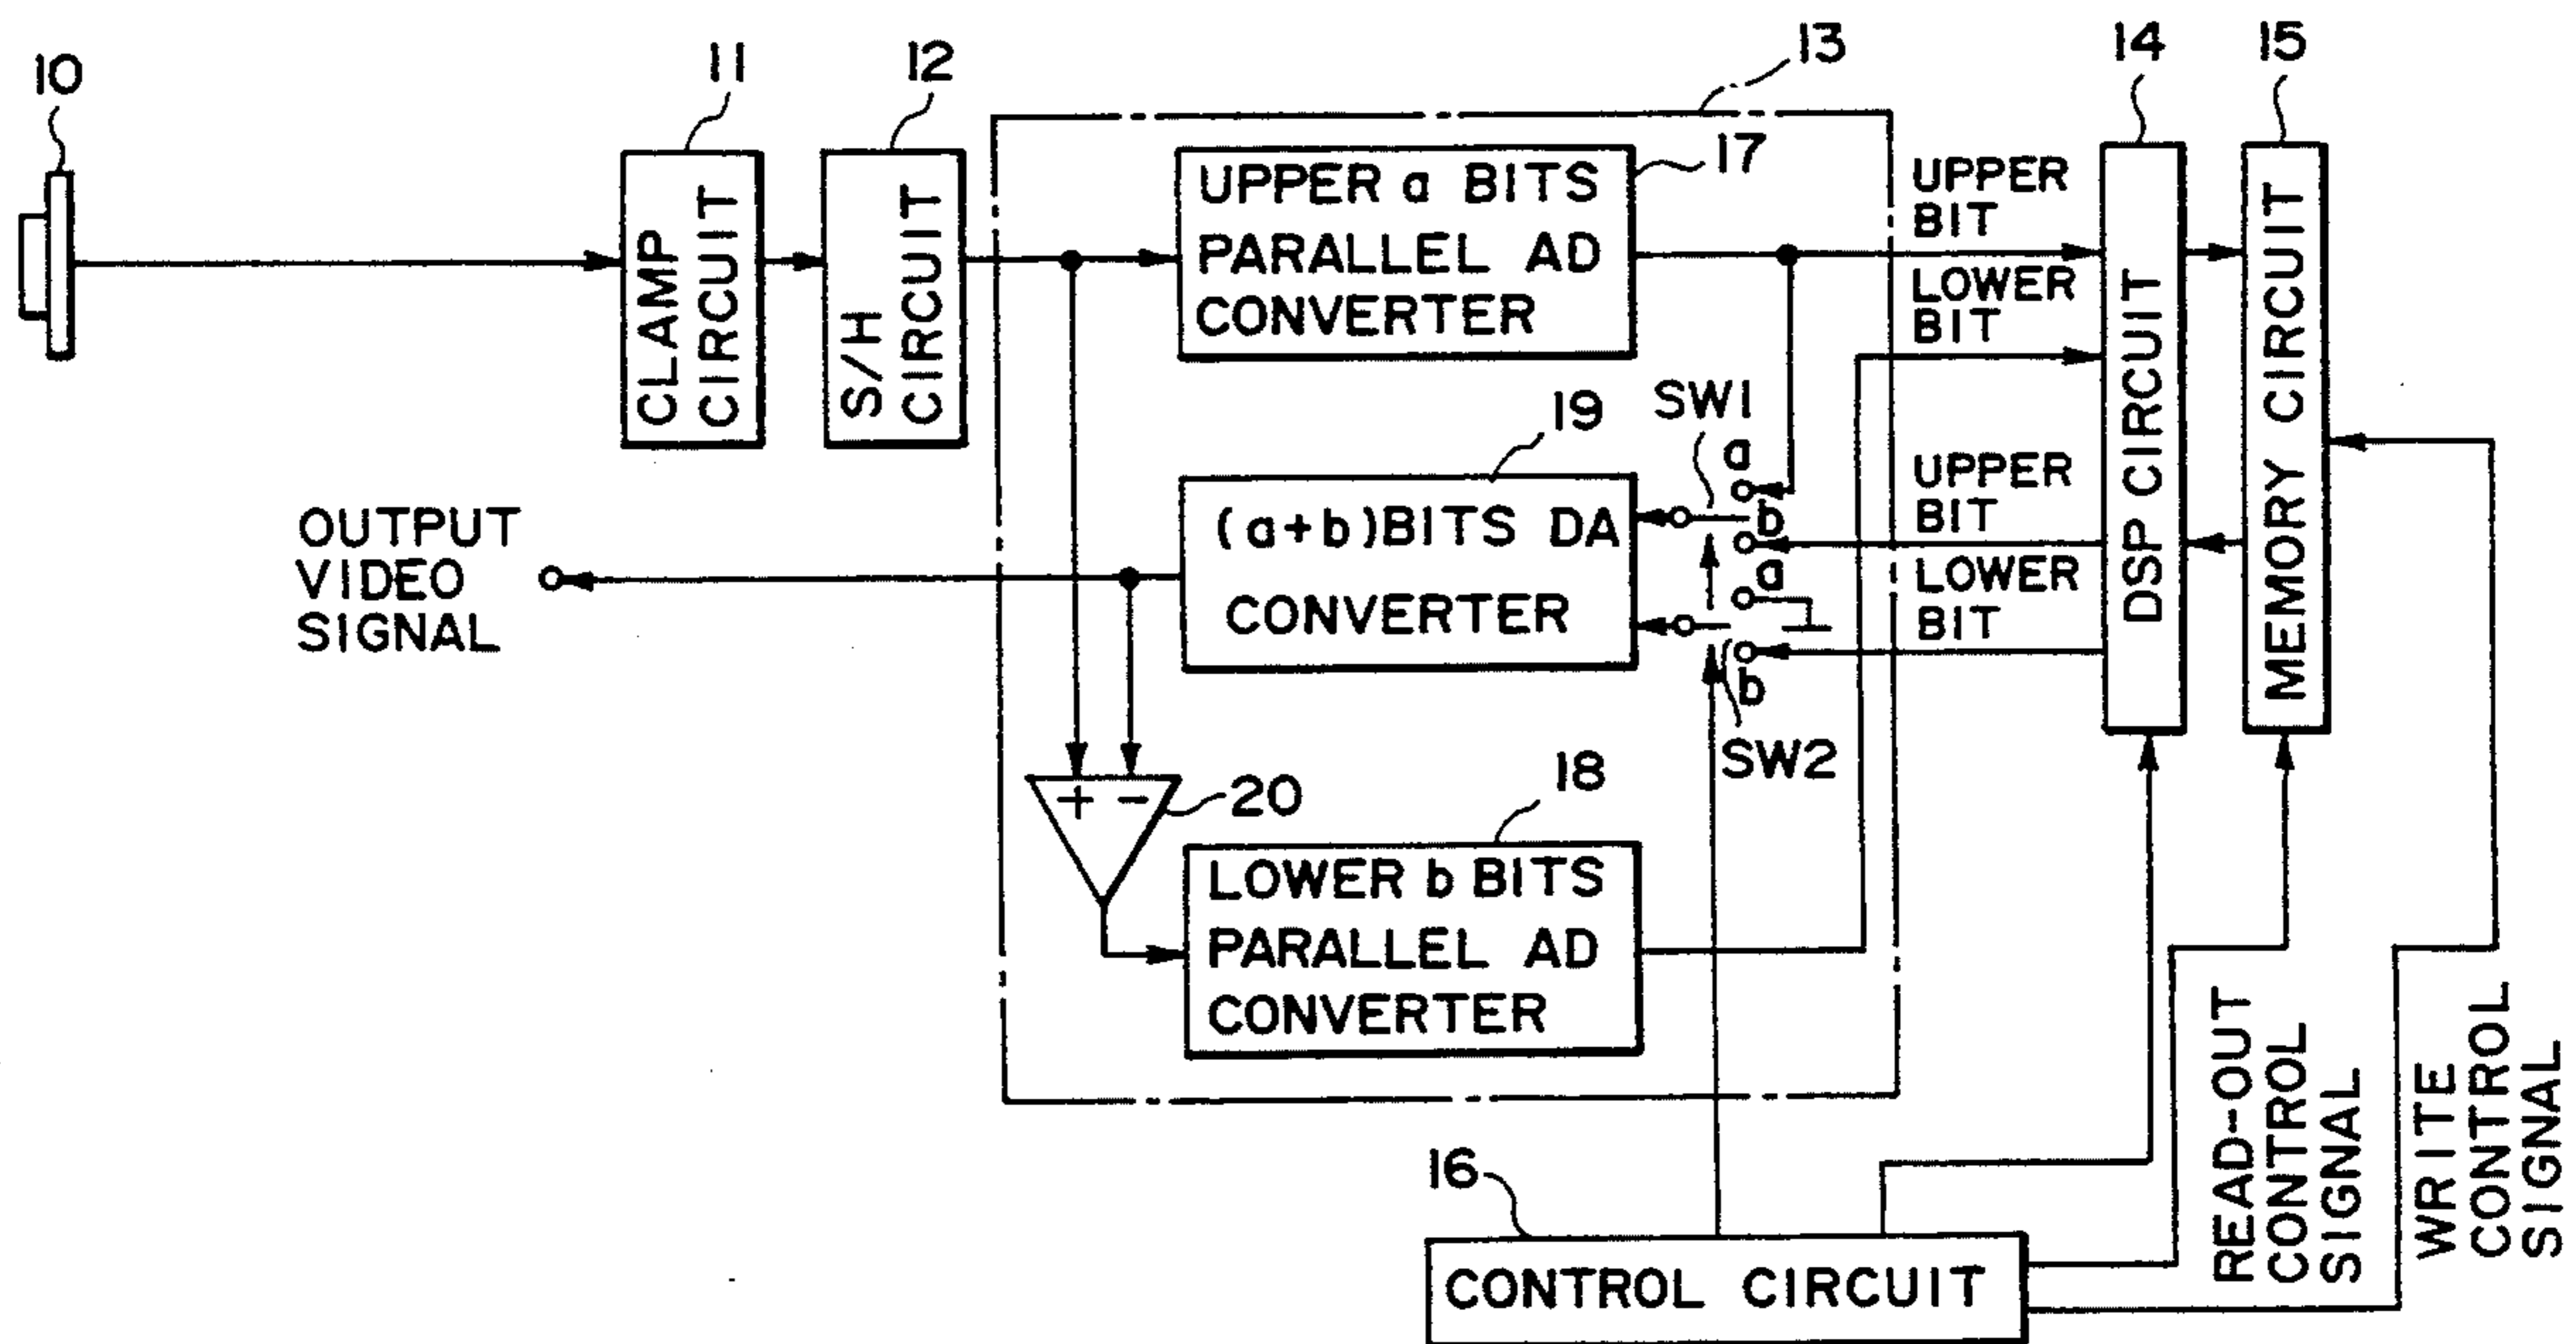 10
11
12
13
14
15
CLAMP
CIRCUIT
S/H
CIRCUIT
UPPER a BITS
PARALLEL AD
CONVERTER
17
UPPER
BIT
LOWER
BIT
DSP CIRCUIT
MEMORY CIRCUIT
OUTPUT
VIDEO
SIGNAL
(a+b)BITS DA
CONVERTER
19
SW1
a
b
a
b
SW2
UPPER
BIT
LOWER
BIT
+ -
20
18
LOWER b BITS
PARALLEL AD
CONVERTER
16
CONTROL CIRCUIT
READ-OUT
CONTROL
SIGNAL
WRITE
CONTROL
SIGNAL